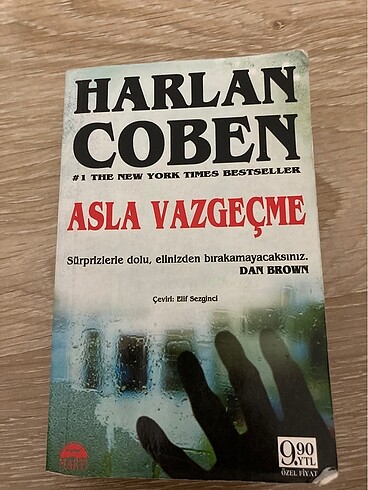 HARLAN
COBEN
#1 THE NEW YORK TIMES BESTSELLER
ASLA VAZGEÇME
Sürprizlerle dolu, elinizden bırakamayacaksınız.
DAN BROWN
Çeviri: Elif Sezginci
9.90
YTL
ÖZEL FİYAT